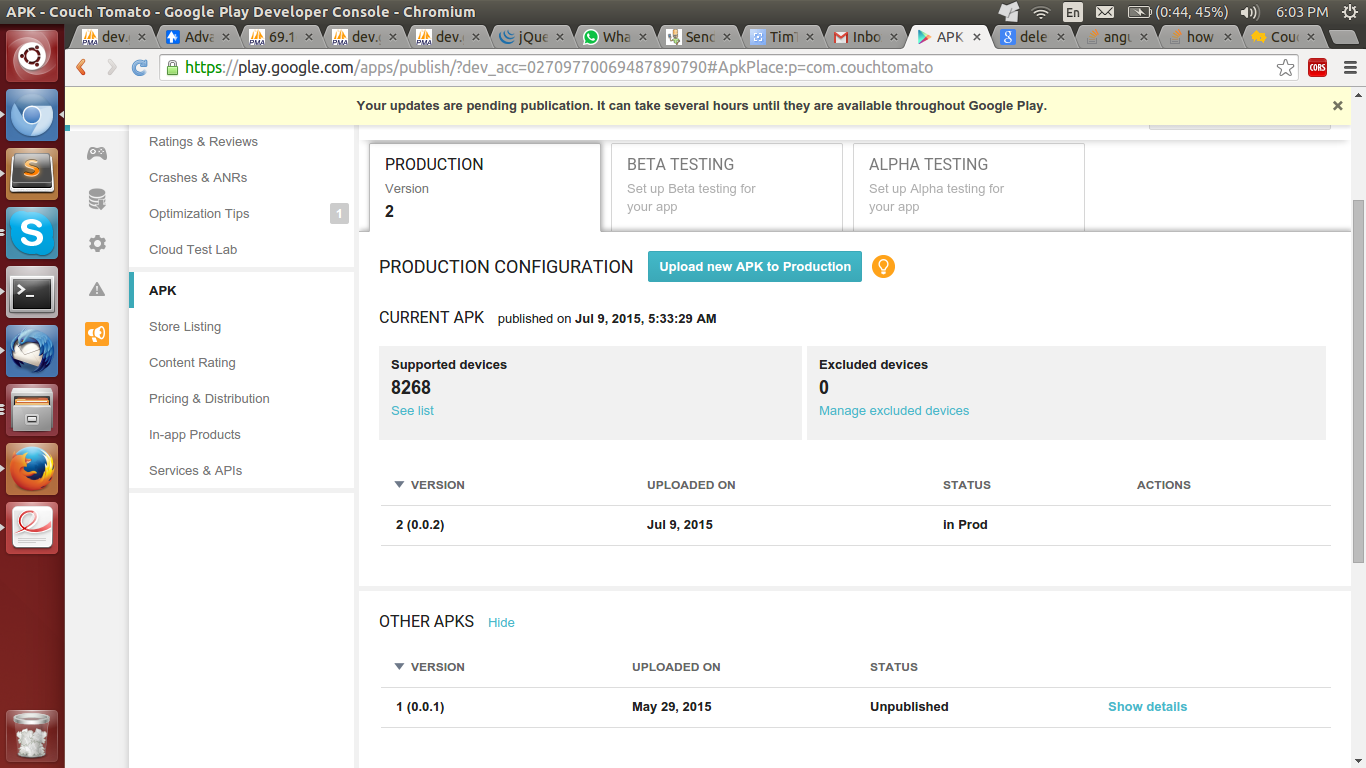 APK - Couch Tomato - Google Play Developer Console - Chromium
En
(0:44, 45%)
6:03 PM
dev.
Adva
69.1
dev.
dev.
jQue
Wha
Senc
Tim
Inbo
APK
dele
angu
how
Couc
https://play.google.com/apps/publish/?dev_acc=02709770069487890790#ApkPlace:p=com.couchtomato
CORS
Your updates are pending publication. It can take several hours until they are available throughout Google Play.
Ratings & Reviews
Crashes & ANRs
Optimization Tips
1
Cloud Test Lab
APK
Store Listing
Content Rating
Pricing & Distribution
In-app Products
Services & APIs
PRODUCTION
Version
2
BETA TESTING
Set up Beta testing for
your app
ALPHA TESTING
Set up Alpha testing for
your app
PRODUCTION CONFIGURATION
Upload new APK to Production
CURRENT APK published on Jul 9, 2015, 5:33:29 AM
Supported devices
8268
See list
Excluded devices
0
Manage excluded devices
VERSION UPLOADED ON STATUS ACTIONS
2 (0.0.2) Jul 9, 2015 in Prod
OTHER APKS Hide
VERSION UPLOADED ON STATUS
1 (0.0.1) May 29, 2015 Unpublished Show details